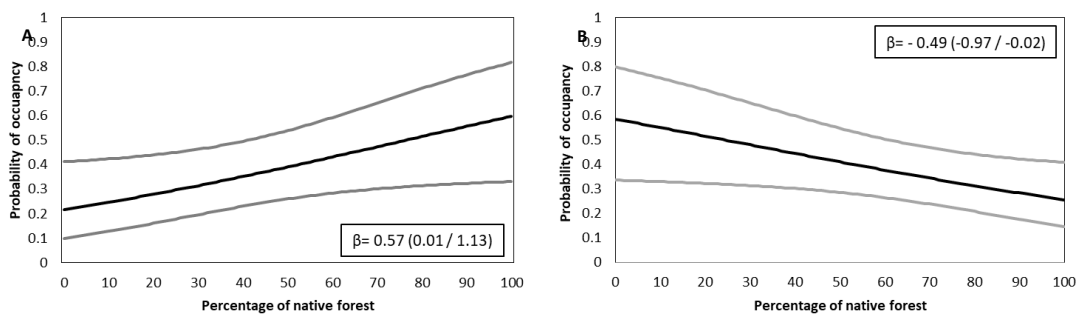 A
Probability of occuapncy
1
0.9
0.8
0.7
0.6
0.5
0.4
0.3
0.2
0.1
0
β= 0.57 (0.01 / 1.13)
0 10 20 30 40 50 60 70 80 90 100
Percentage of native forest
B
Probability of occupancy
1
0.9
0.8
0.7
0.6
0.5
0.4
0.3
0.2
0.1
0
β= - 0.49 (-0.97 / -0.02)
0 10 20 30 40 50 60 70 80 90 100
Percentage of native forest